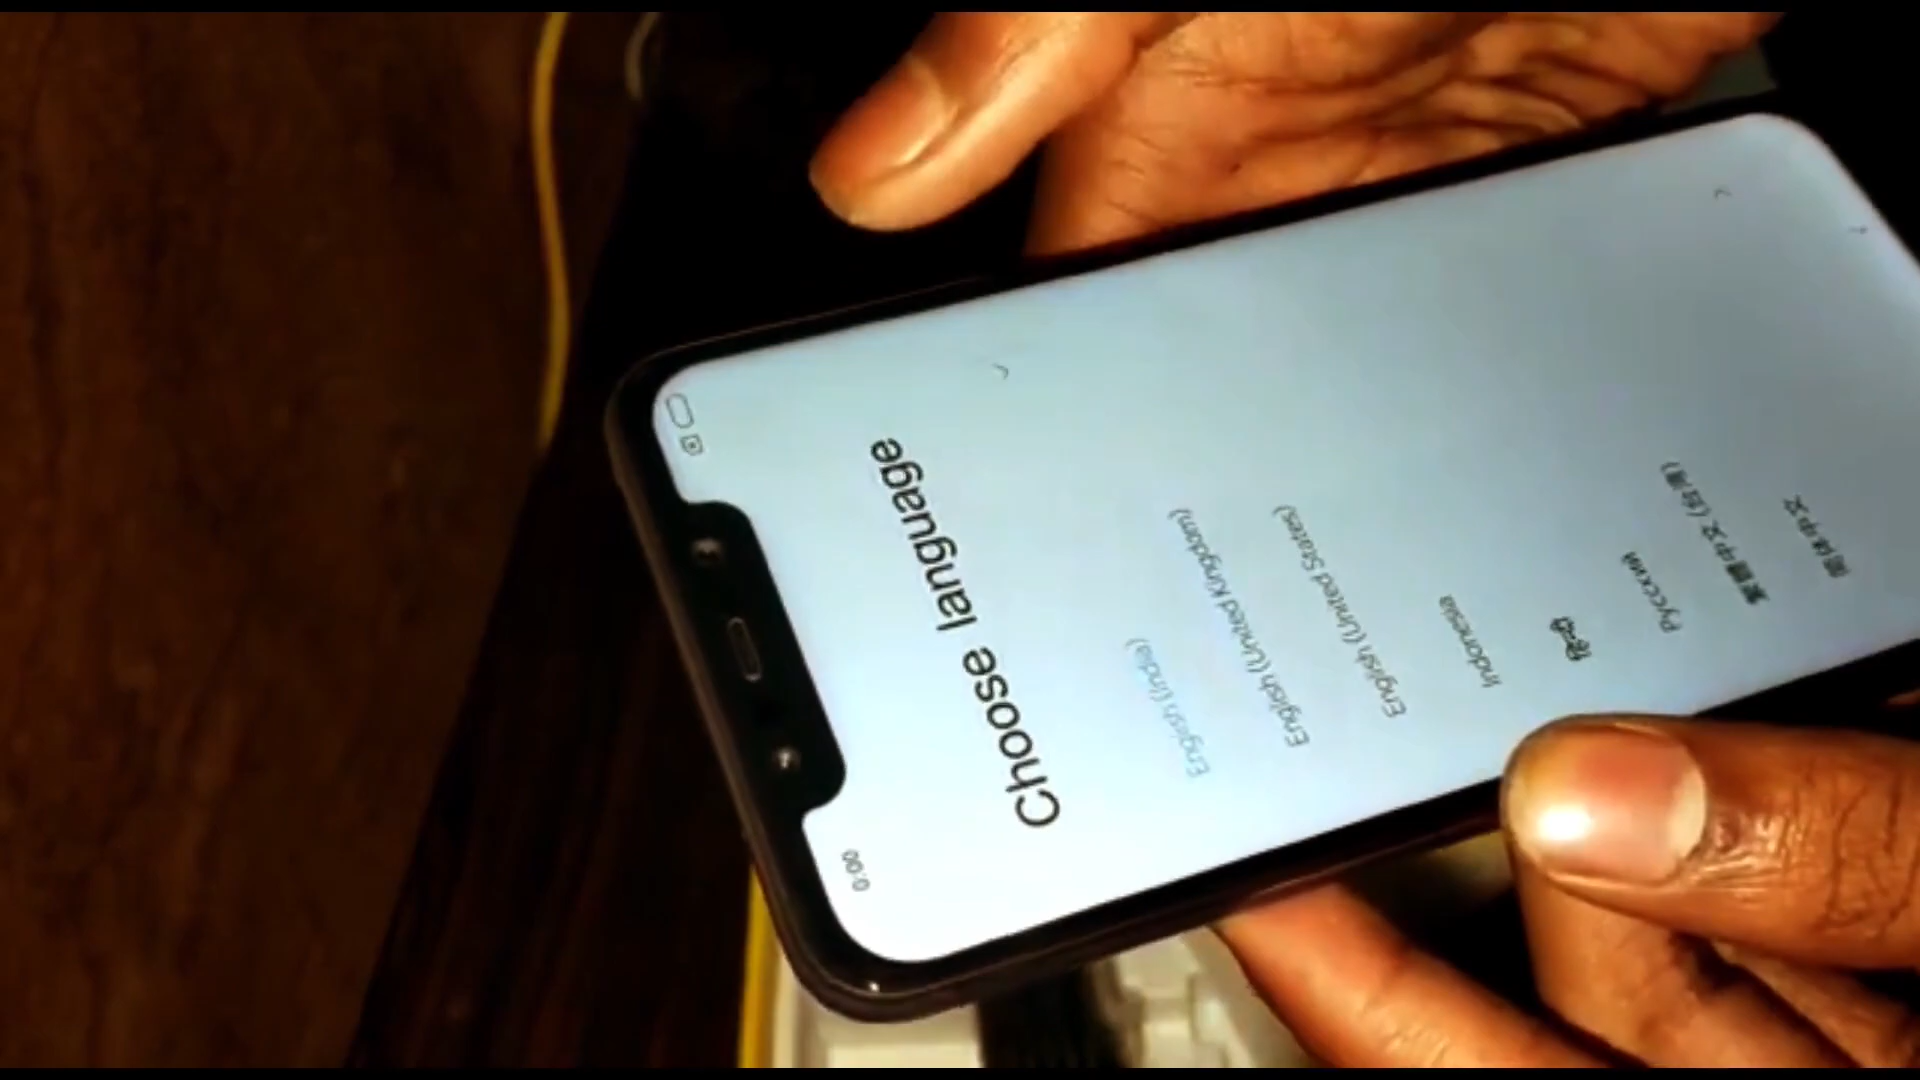 0:00
Choose language
English (India)
English (United Kingdom)
English (United States)
Indonesia
हिन्दी
Русский
繁體中文 (台灣)
简体中文